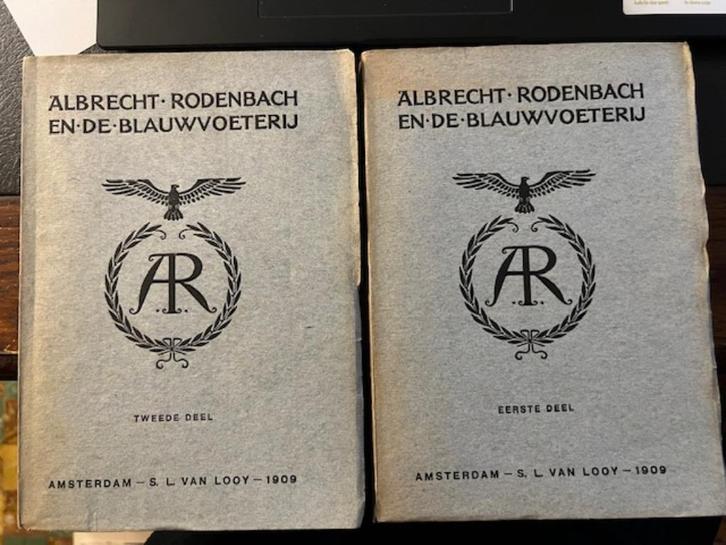 ALBRECHT · RODENBACH
EN · DE · BLAUWVOETERIJ
AR
TWEEDE DEEL
AMSTERDAM — S. L. VAN LOOY — 1909
ALBRECHT · RODENBACH
EN · DE · BLAUWVOETERIJ
AR
EERSTE DEEL
AMSTERDAM — S. L. VAN LOOY — 1909